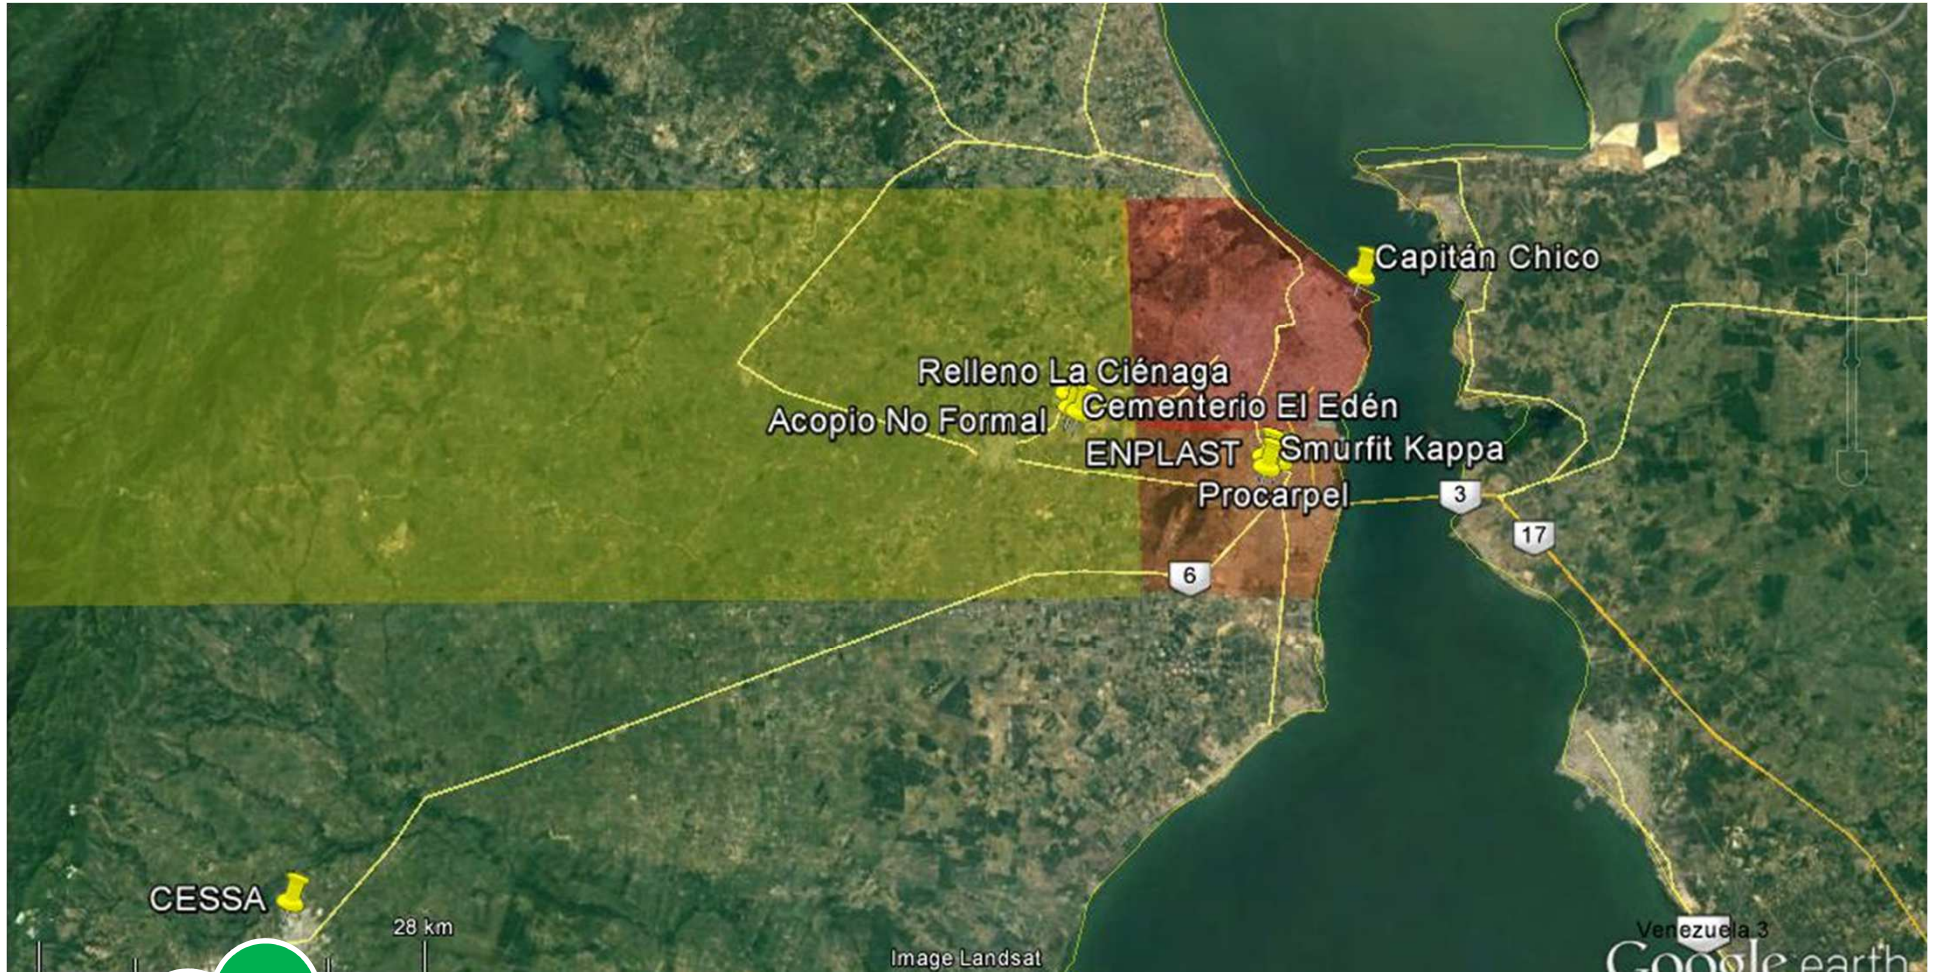 Capitán Chico
Relleno La Ciénaga
Cementerio El Edén
Acopio No Formal
ENPLAST
Smurfit Kappa
Procarpel
3
17
6
CESSA
28 km
Image Landsat
Venezuela 3
Google earth